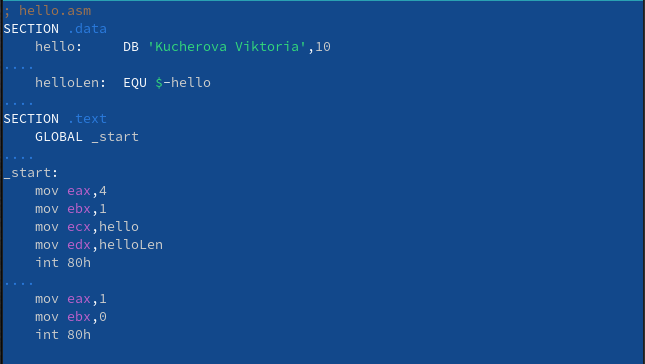 ; hello.asm
SECTION .data
    hello:     DB 'Kucherova Viktoria',10
....
    helloLen:  EQU $-hello
....
SECTION .text
    GLOBAL _start
....
_start:
    mov eax,4
    mov ebx,1
    mov ecx,hello
    mov edx,helloLen
    int 80h
....
    mov eax,1
    mov ebx,0
    int 80h